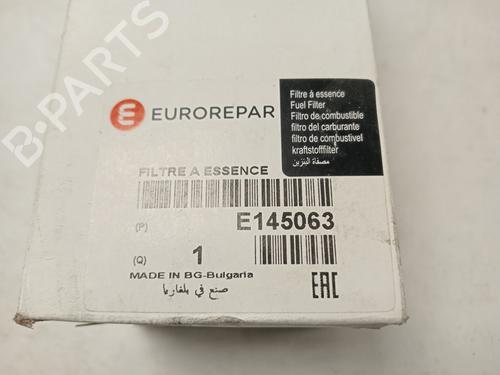 B-PARTS
EUROREPAR
Filtre à essence
Fuel Filter
Filtro de combustible
filtro del carburante
filtro de combustivel
kraftstofffilter
مصفاة البنزين
FILTRE A ESSENCE
(P) E145063
(Q) 1
MADE IN BG-Bulgaria
صنع في بلغاريا
EAC